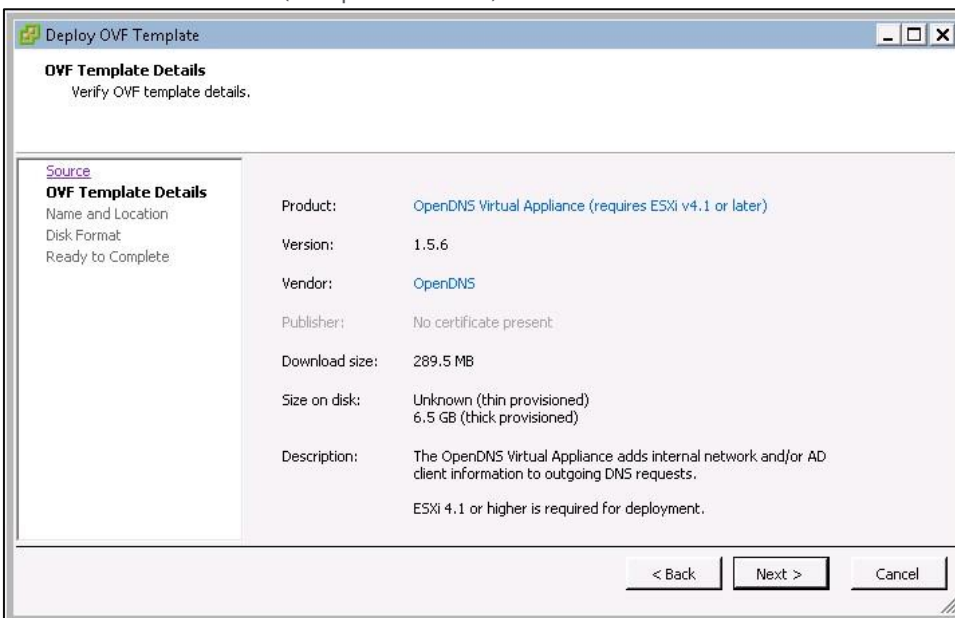 Deploy OVF Template
OVF Template Details
Verify OVF template details.
Source
OVF Template Details
Name and Location
Disk Format
Ready to Complete
Product: OpenDNS Virtual Appliance (requires ESXi v4.1 or later)
Version: 1.5.6
Vendor: OpenDNS
Publisher: No certificate present
Download size: 289.5 MB
Size on disk: Unknown (thin provisioned)
6.5 GB (thick provisioned)
Description: The OpenDNS Virtual Appliance adds internal network and/or AD
client information to outgoing DNS requests.
ESXi 4.1 or higher is required for deployment.
< Back Next > Cancel